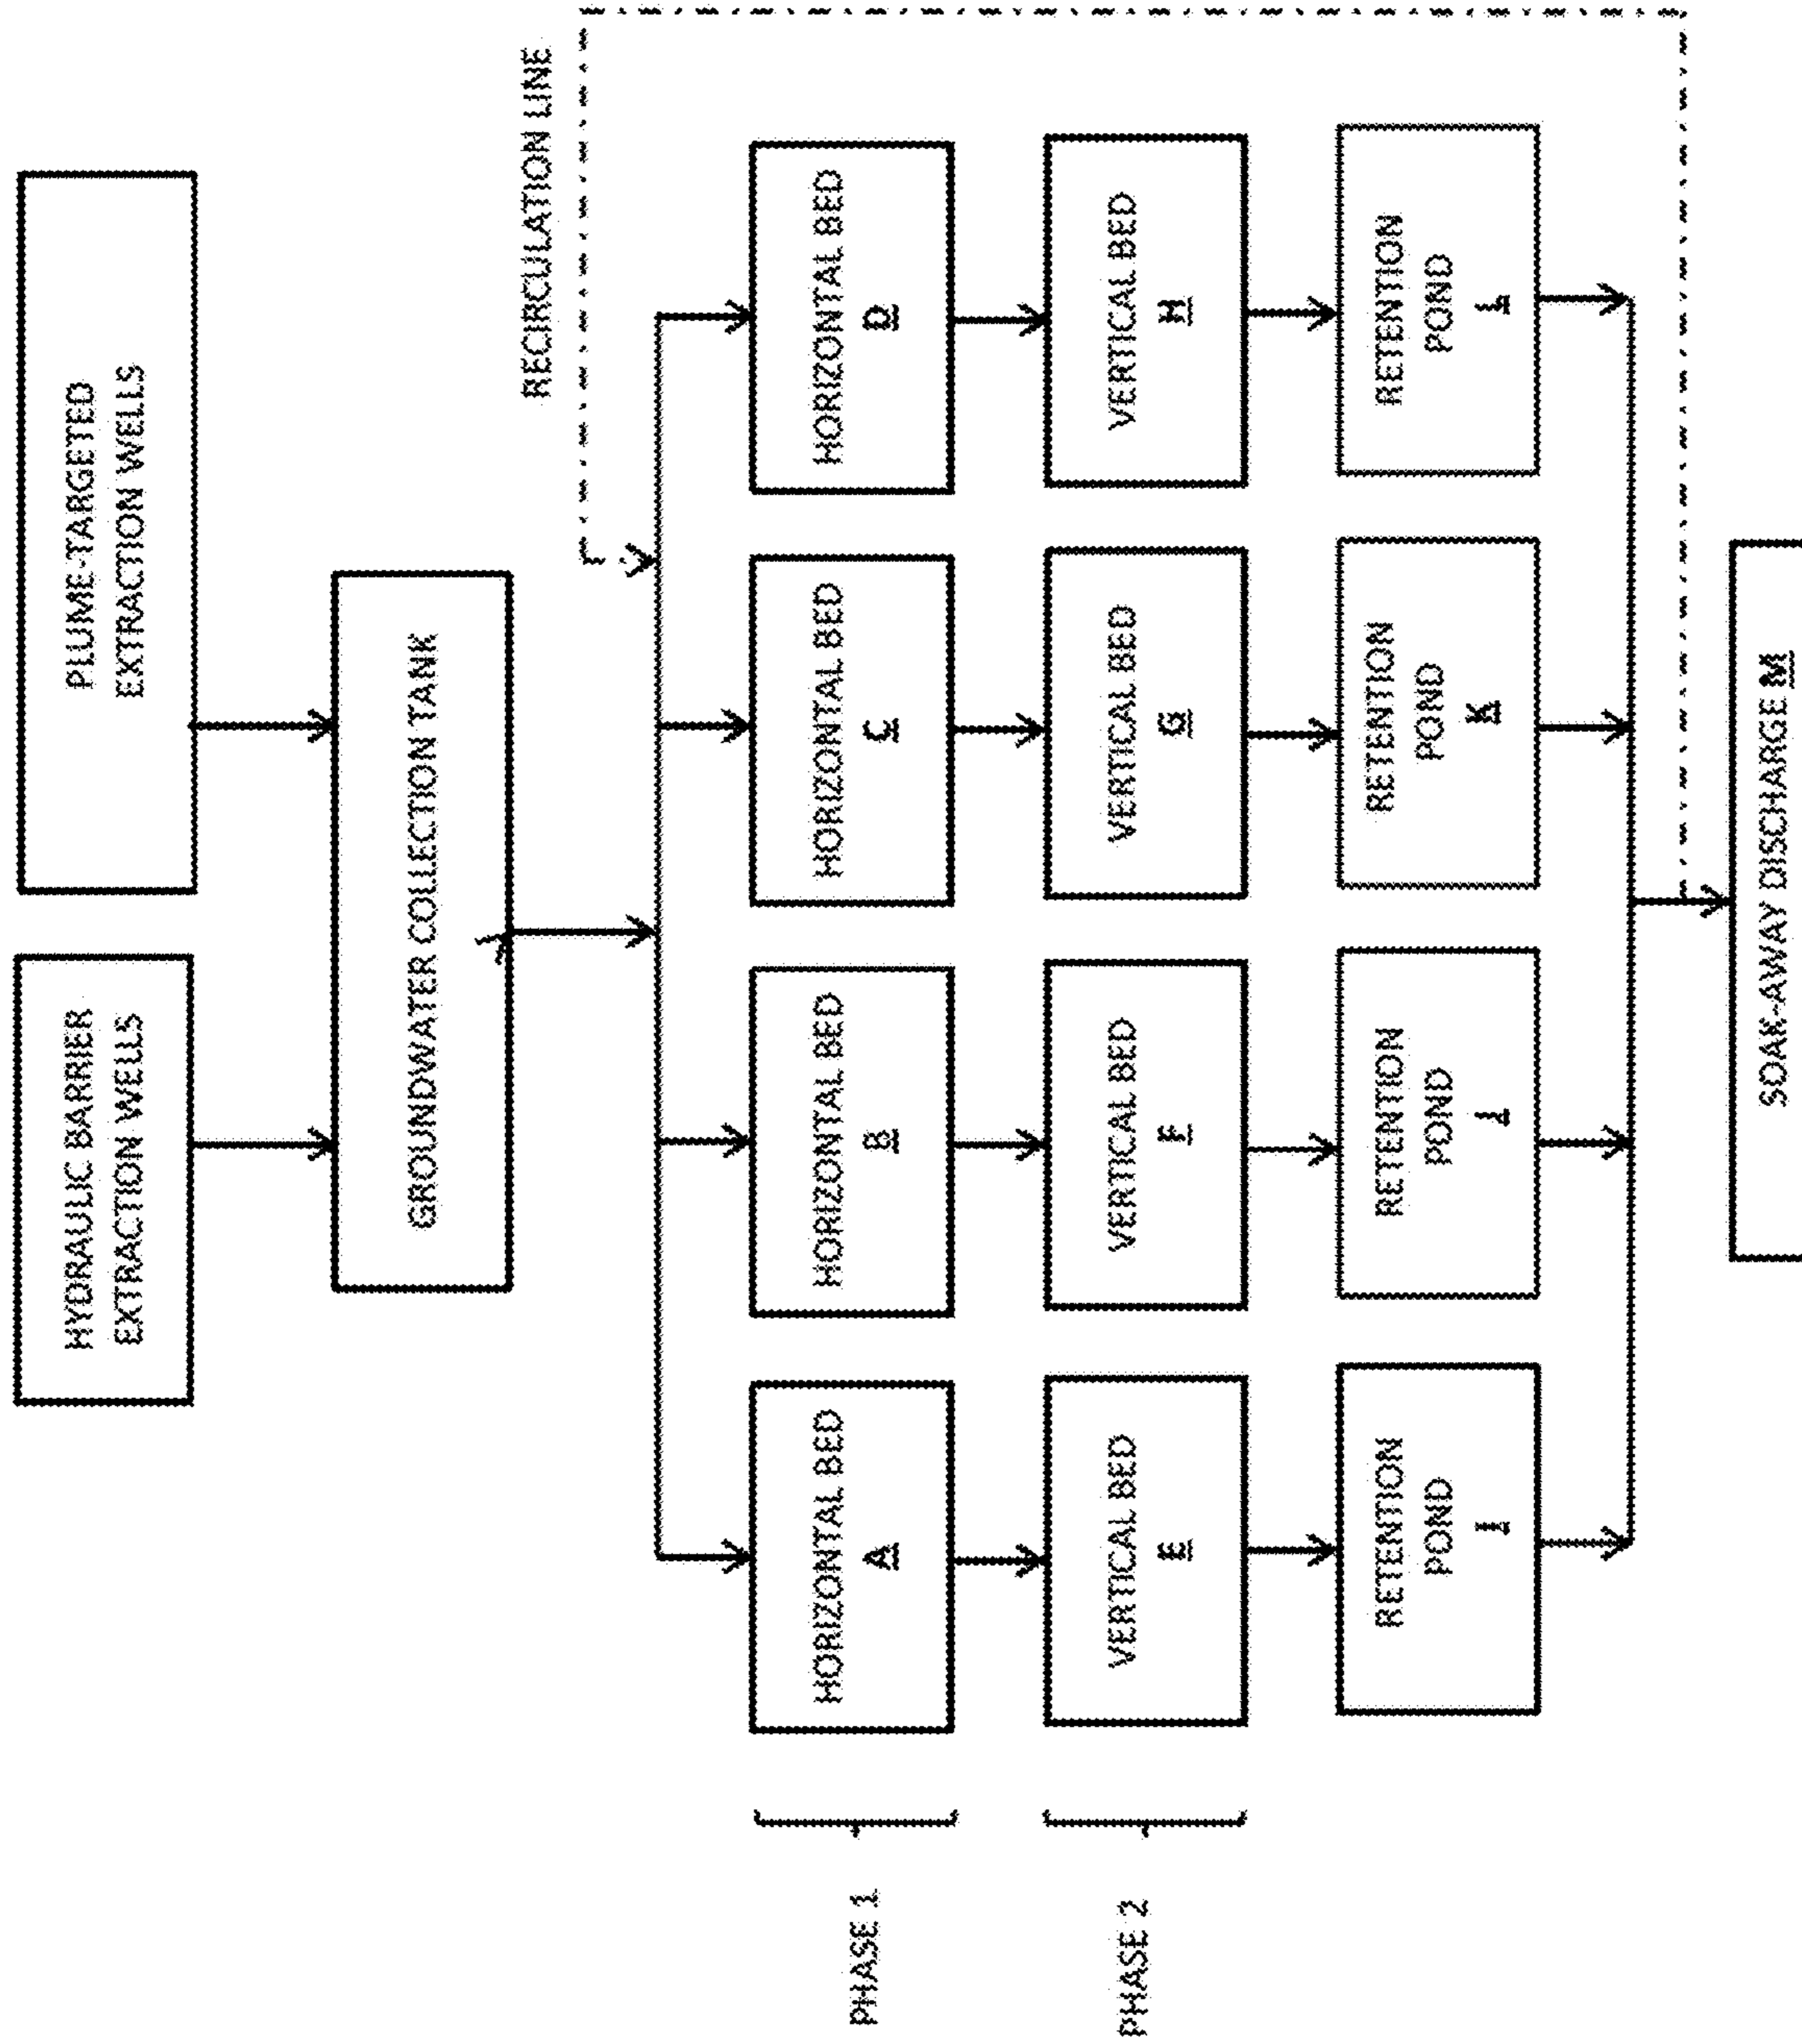 HYDRAULIC BARRIER
EXTRACTION WELLS
PLUME-TARGETED
EXTRACTION WELLS
GROUNDWATER COLLECTION TANK
RECIRCULATION LINE
PHASE 1
HORIZONTAL BED
A
HORIZONTAL BED
B
HORIZONTAL BED
C
HORIZONTAL BED
D
PHASE 2
VERTICAL BED
E
VERTICAL BED
F
VERTICAL BED
G
VERTICAL BED
H
RETENTION
POND
I
RETENTION
POND
J
RETENTION
POND
K
RETENTION
POND
L
SOAK-AWAY DISCHARGE M